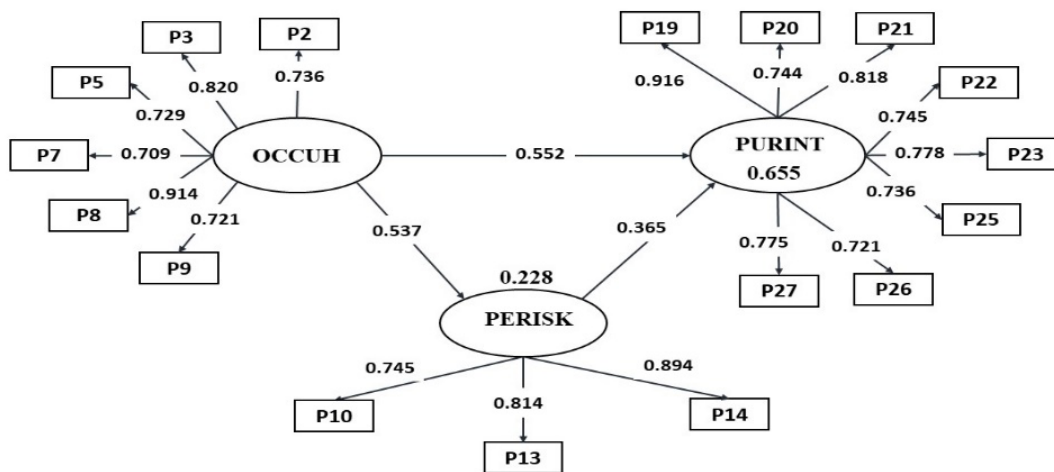 P19
P20
P21
P3
P2
0.916
0.744
0.818
P5
0.820
0.736
P22
0.729
0.745
P7
0.709
OCCUH
0.552
PURINT
0.655
0.778
P23
0.914
0.736
P8
0.721
P25
0.537
0.365
P9
0.775
0.721
0.228
P27
P26
PERISK
0.745
0.894
0.814
P10
P14
P13